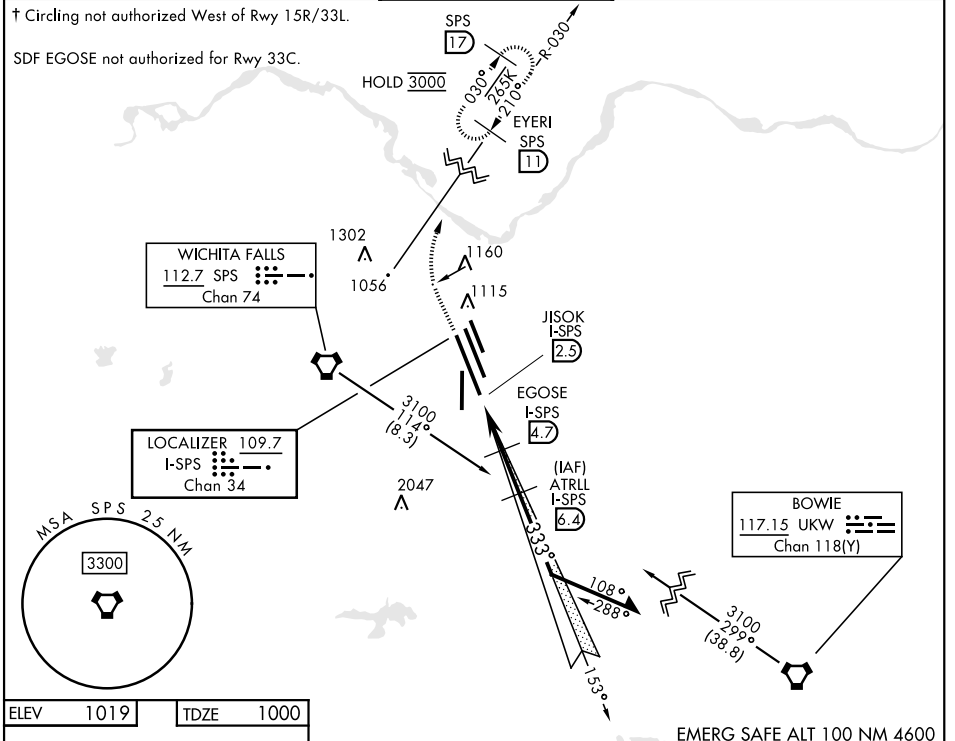 † Circling not authorized West of Rwy 15R/33L.
SDF EGOSE not authorized for Rwy 33C.
SPS
17
R-030
HOLD 3000
030°
265K
210°
EYERI
SPS
11
1302
1056
1160
1115
WICHITA FALLS
112.7 SPS
Chan 74
JISOK
I-SPS
2.5
3100
114°
(8.3)
EGOSE
I-SPS
4.7
LOCALIZER 109.7
I-SPS
Chan 34
(IAF)
ATRLL
I-SPS
6.4
2047
333°
BOWIE
117.15 UKW
Chan 118(Y)
MSA SPS 25 NM
3300
108°
288°
3100
299°
(38.8)
153°
ELEV 1019
TDZE 1000
EMERG SAFE ALT 100 NM 4600